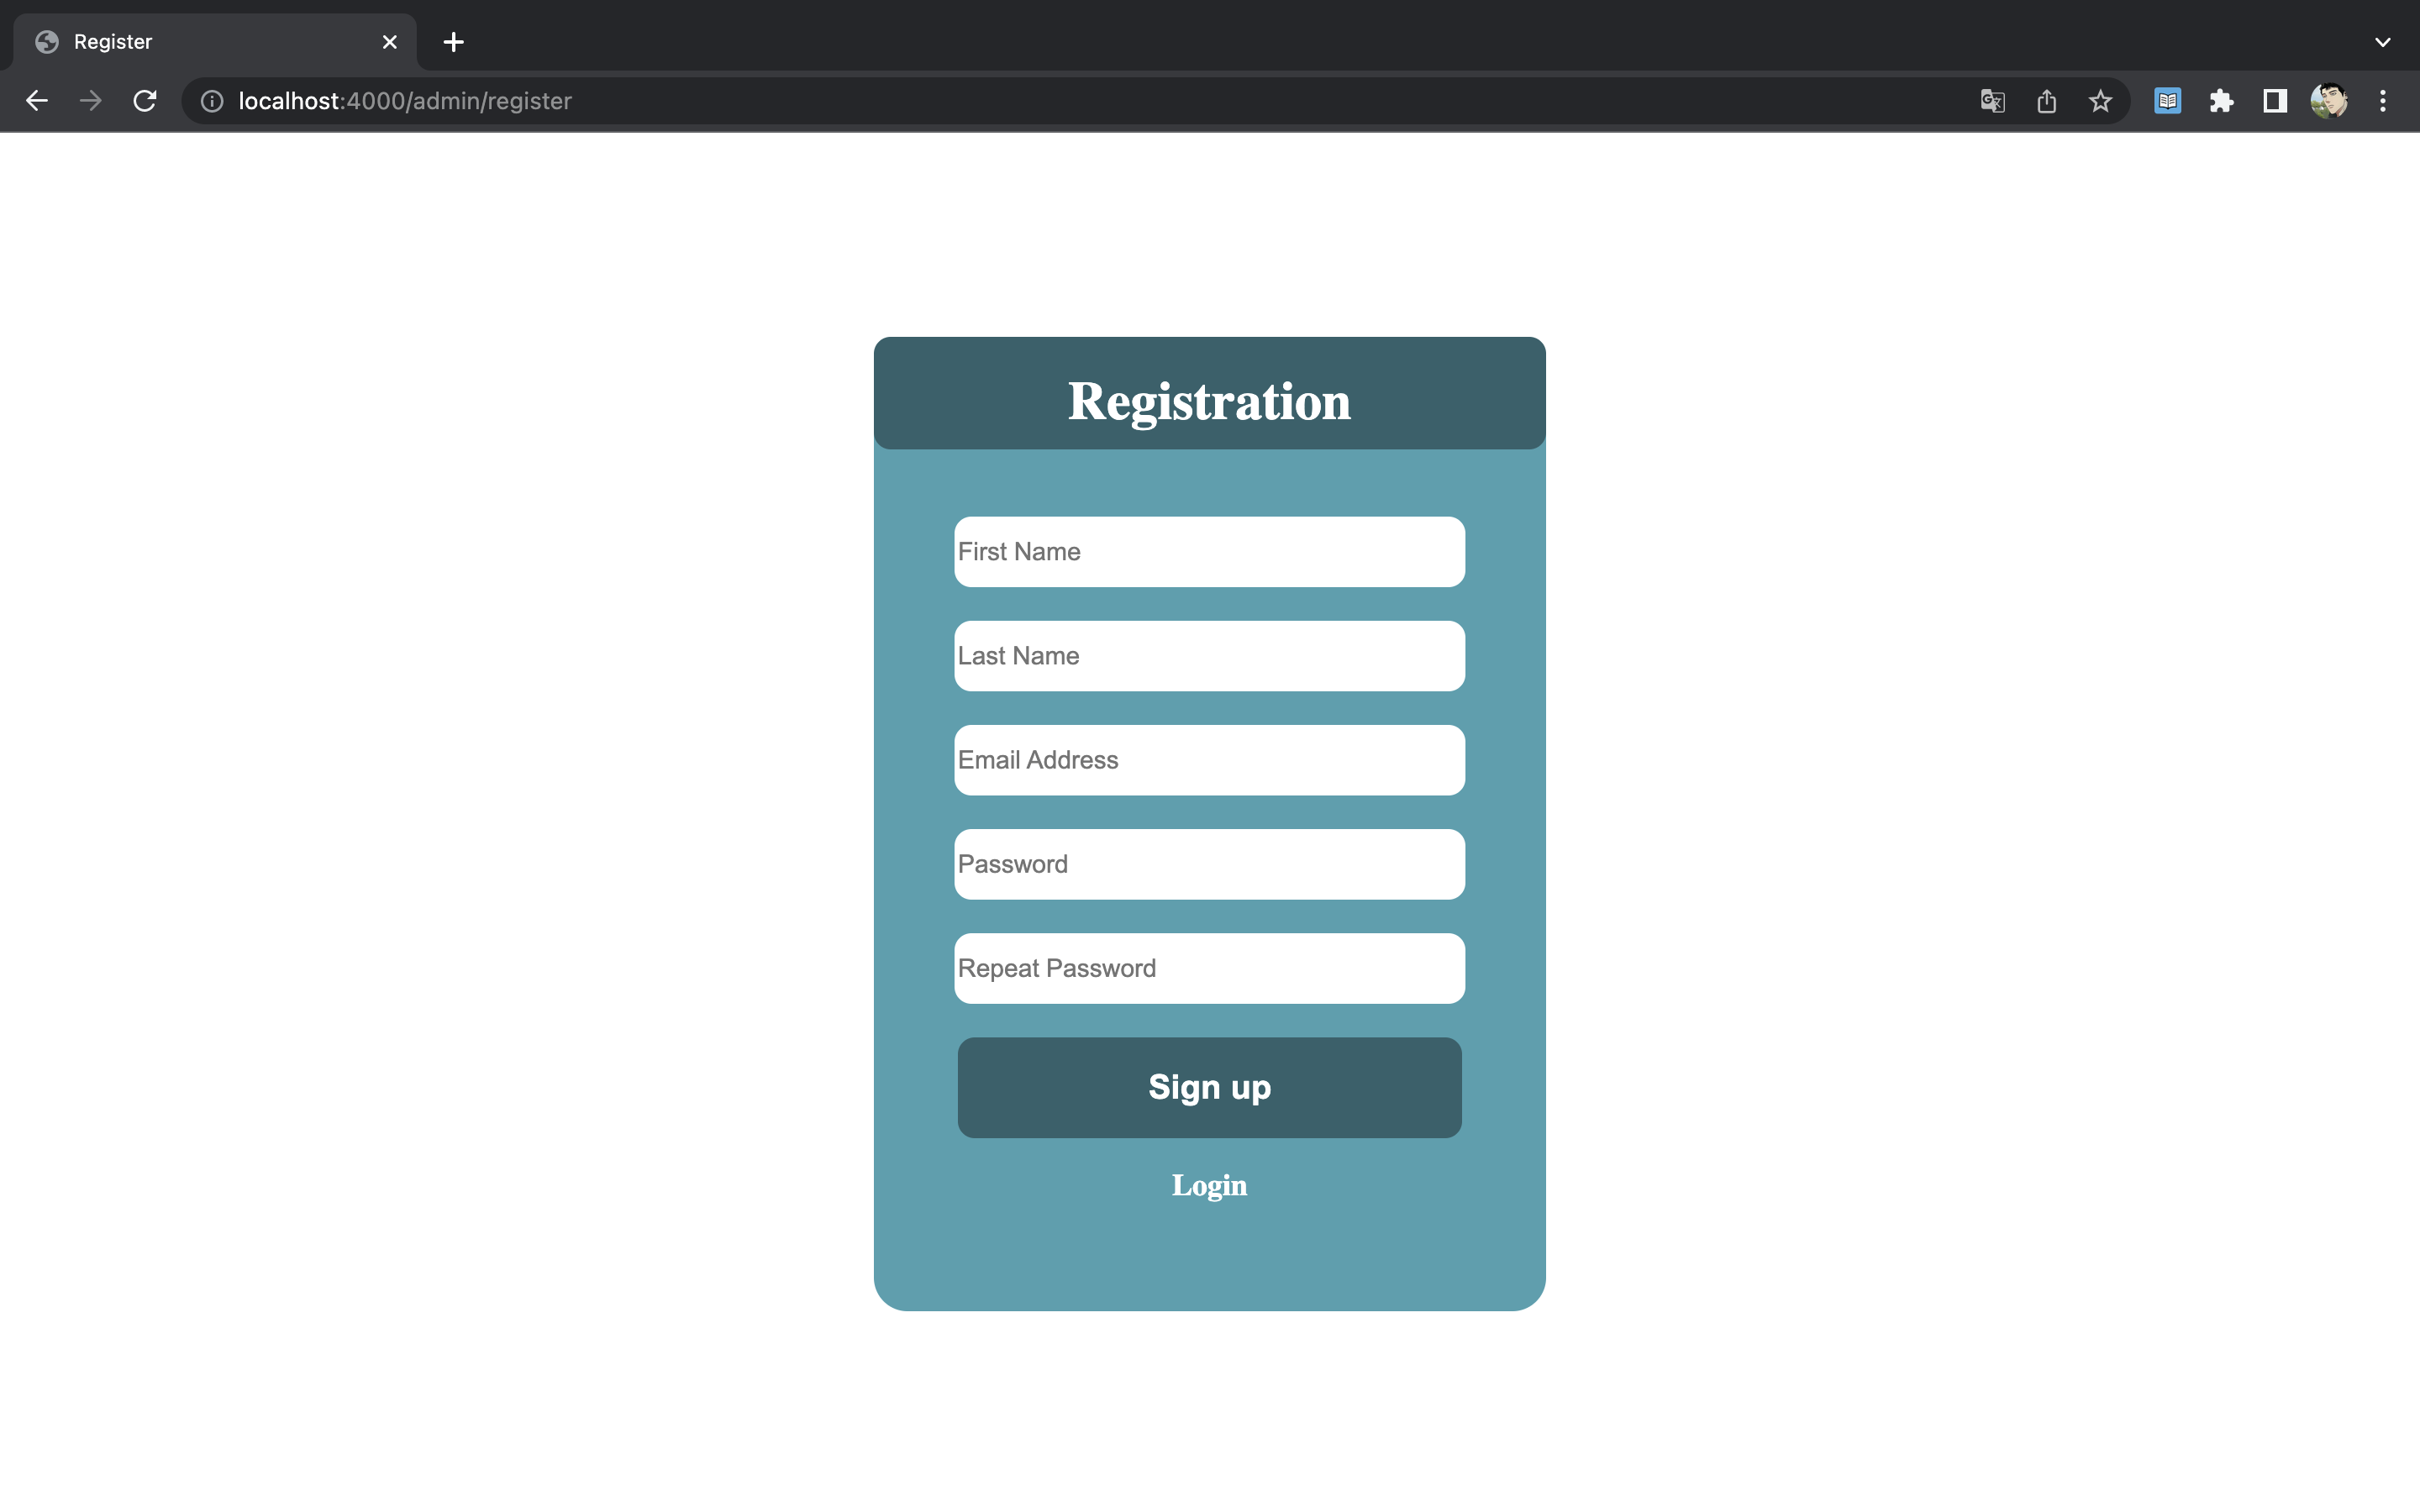 Register
localhost:4000/admin/register
Registration
First Name
Last Name
Email Address
Password
Repeat Password
Sign up
Login